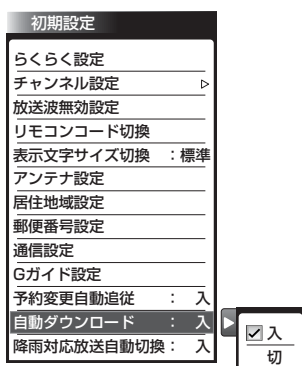 初期設定
らくらく設定
チャンネル設定
放送波無効設定
リモコンコード切換
表示文字サイズ切換 ：標準
アンテナ設定
居住地域設定
郵便番号設定
通信設定
Gガイド設定
予約変更自動追従 ： 入
自動ダウンロード ： 入
降雨対応放送自動切換： 入
入
切